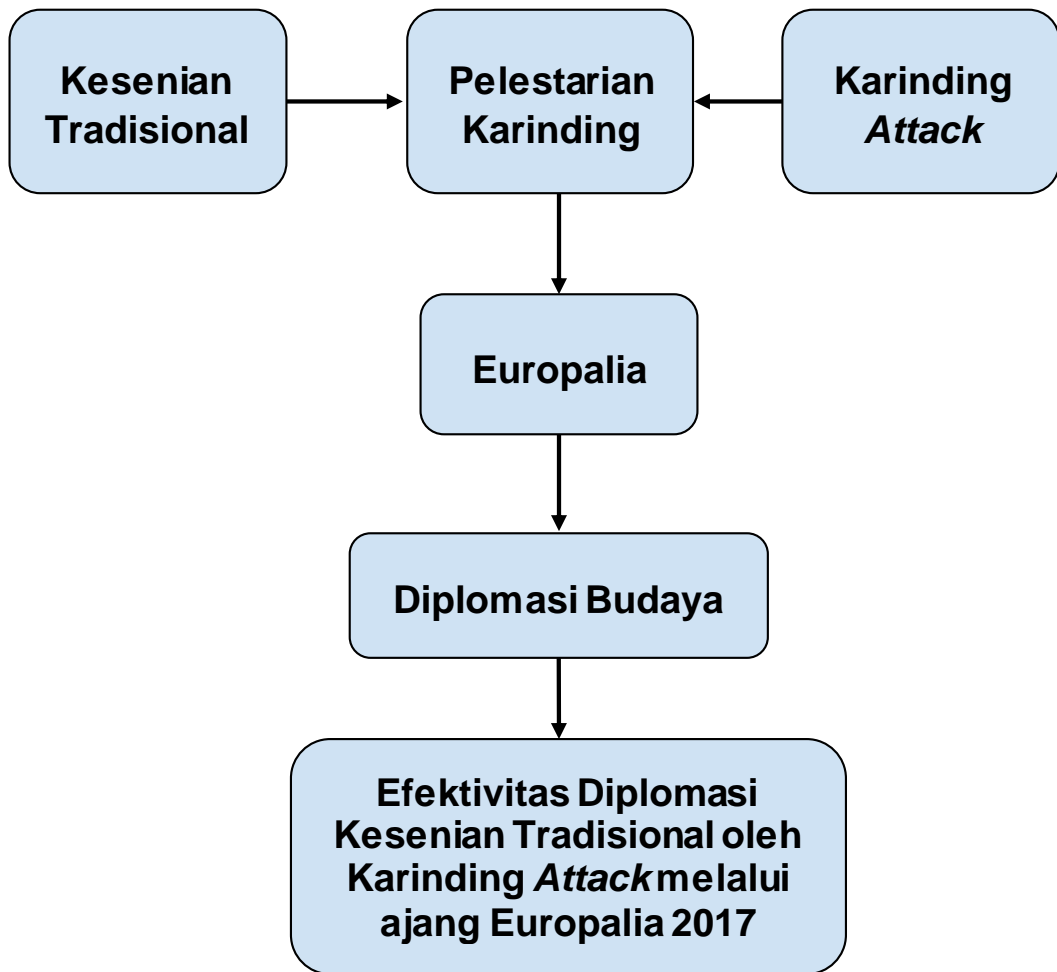 Kesenian
Tradisional
Pelestarian
Karinding
Karinding
Attack
Europalia
Diplomasi Budaya
Efektivitas Diplomasi
Kesenian Tradisional oleh
Karinding Attack melalui
ajang Europalia 2017